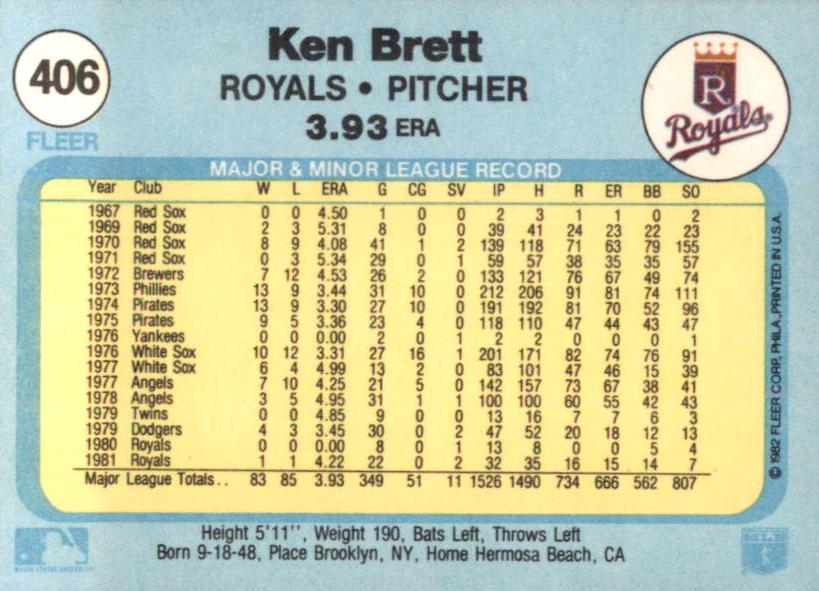 406
FLEER
Ken Brett
ROYALS • PITCHER
3.93 ERA
R
Royals
MAJOR & MINOR LEAGUE RECORD
Year Club W L ERA G CG SV IP H R ER BB SO
1967 Red Sox 0 0 4.50 1 0 0 2 3 1 1 0 2
1969 Red Sox 2 3 5.31 8 0 0 39 41 24 23 22 23
1970 Red Sox 8 9 4.08 41 1 2 139 118 71 63 79 155
1971 Red Sox 0 3 5.34 29 0 1 59 57 38 35 35 57
1972 Brewers 7 12 4.53 26 2 0 133 121 76 67 49 74
1973 Phillies 13 9 3.44 31 10 0 212 206 91 81 74 111
1974 Pirates 13 9 3.30 27 10 0 191 192 81 70 52 96
1975 Pirates 9 5 3.36 23 4 0 118 110 47 44 43 47
1976 Yankees 0 0 0.00 2 0 1 2 2 0 0 0 1
1976 White Sox 10 12 3.31 27 16 1 201 171 82 74 76 91
1977 White Sox 6 4 4.99 13 2 0 83 101 47 46 15 39
1977 Angels 7 10 4.25 21 5 0 142 157 73 67 38 41
1978 Angels 3 5 4.95 31 1 1 100 100 60 55 42 43
1979 Twins 0 0 4.85 9 0 0 13 16 7 7 6 3
1979 Dodgers 4 3 3.45 30 0 2 47 52 20 18 12 13
1980 Royals 0 0 0.00 8 0 1 13 8 0 0 5 4
1981 Royals 1 1 4.22 22 0 2 32 35 16 15 14 7
Major League Totals.. 83 85 3.93 349 51 11 1526 1490 734 666 562 807
© 1982 FLEER CORP. PHILA., PRINTED IN U.S.A.
Height 5'11'', Weight 190, Bats Left, Throws Left
Born 9-18-48, Place Brooklyn, NY, Home Hermosa Beach, CA